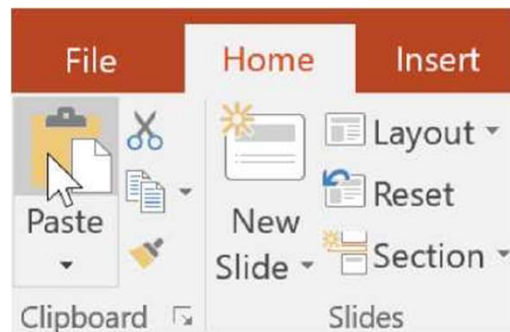 File Home Insert
Layout
Reset
Paste New
Slide Section
Clipboard Slides